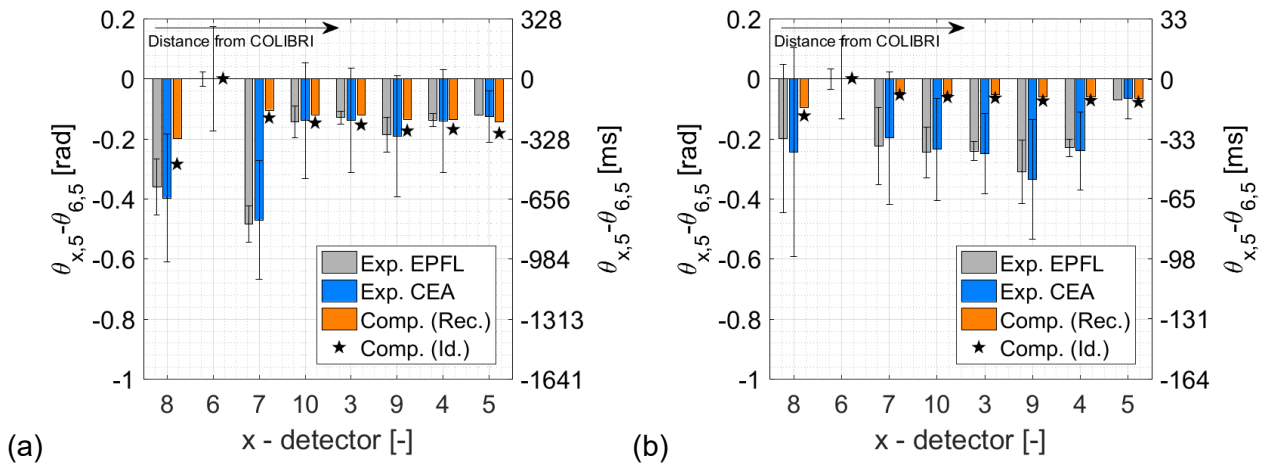 0.2
0
-0.2
-0.4
-0.6
-0.8
-1
θx,5-θ6,5 [rad]
Distance from COLIBRI
328
0
-328
-656
-984
-1313
-1641
θx,5-θ6,5 [ms]
Exp. EPFL
Exp. CEA
Comp. (Rec.)
Comp. (Id.)
8 6 7 10 3 9 4 5
x - detector [-]
(a)
0.2
0
-0.2
-0.4
-0.6
-0.8
-1
θx,5-θ6,5 [rad]
Distance from COLIBRI
33
0
-33
-65
-98
-131
-164
θx,5-θ6,5 [ms]
Exp. EPFL
Exp. CEA
Comp. (Rec.)
Comp. (Id.)
8 6 7 10 3 9 4 5
x - detector [-]
(b)